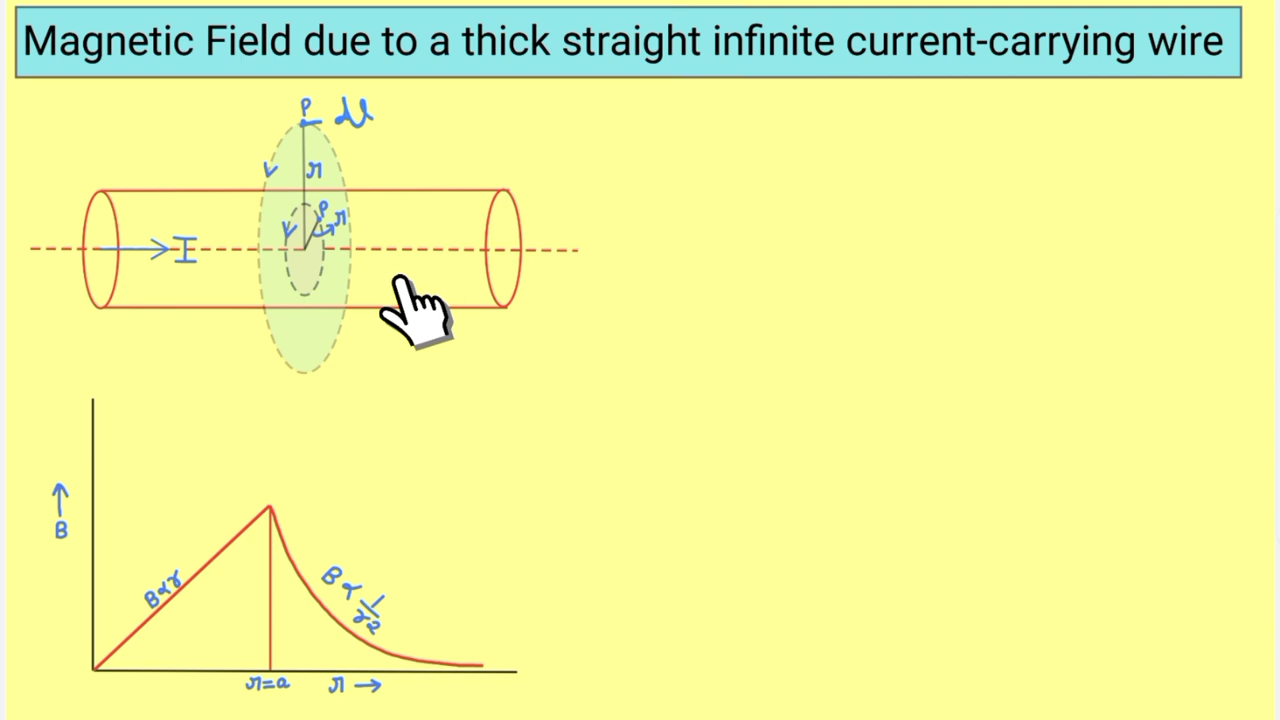 Magnetic Field due to a thick straight infinite current-carrying wire
P dl
r
P r
I
B
B∝r
B ∝ 1/r2
r=a r →